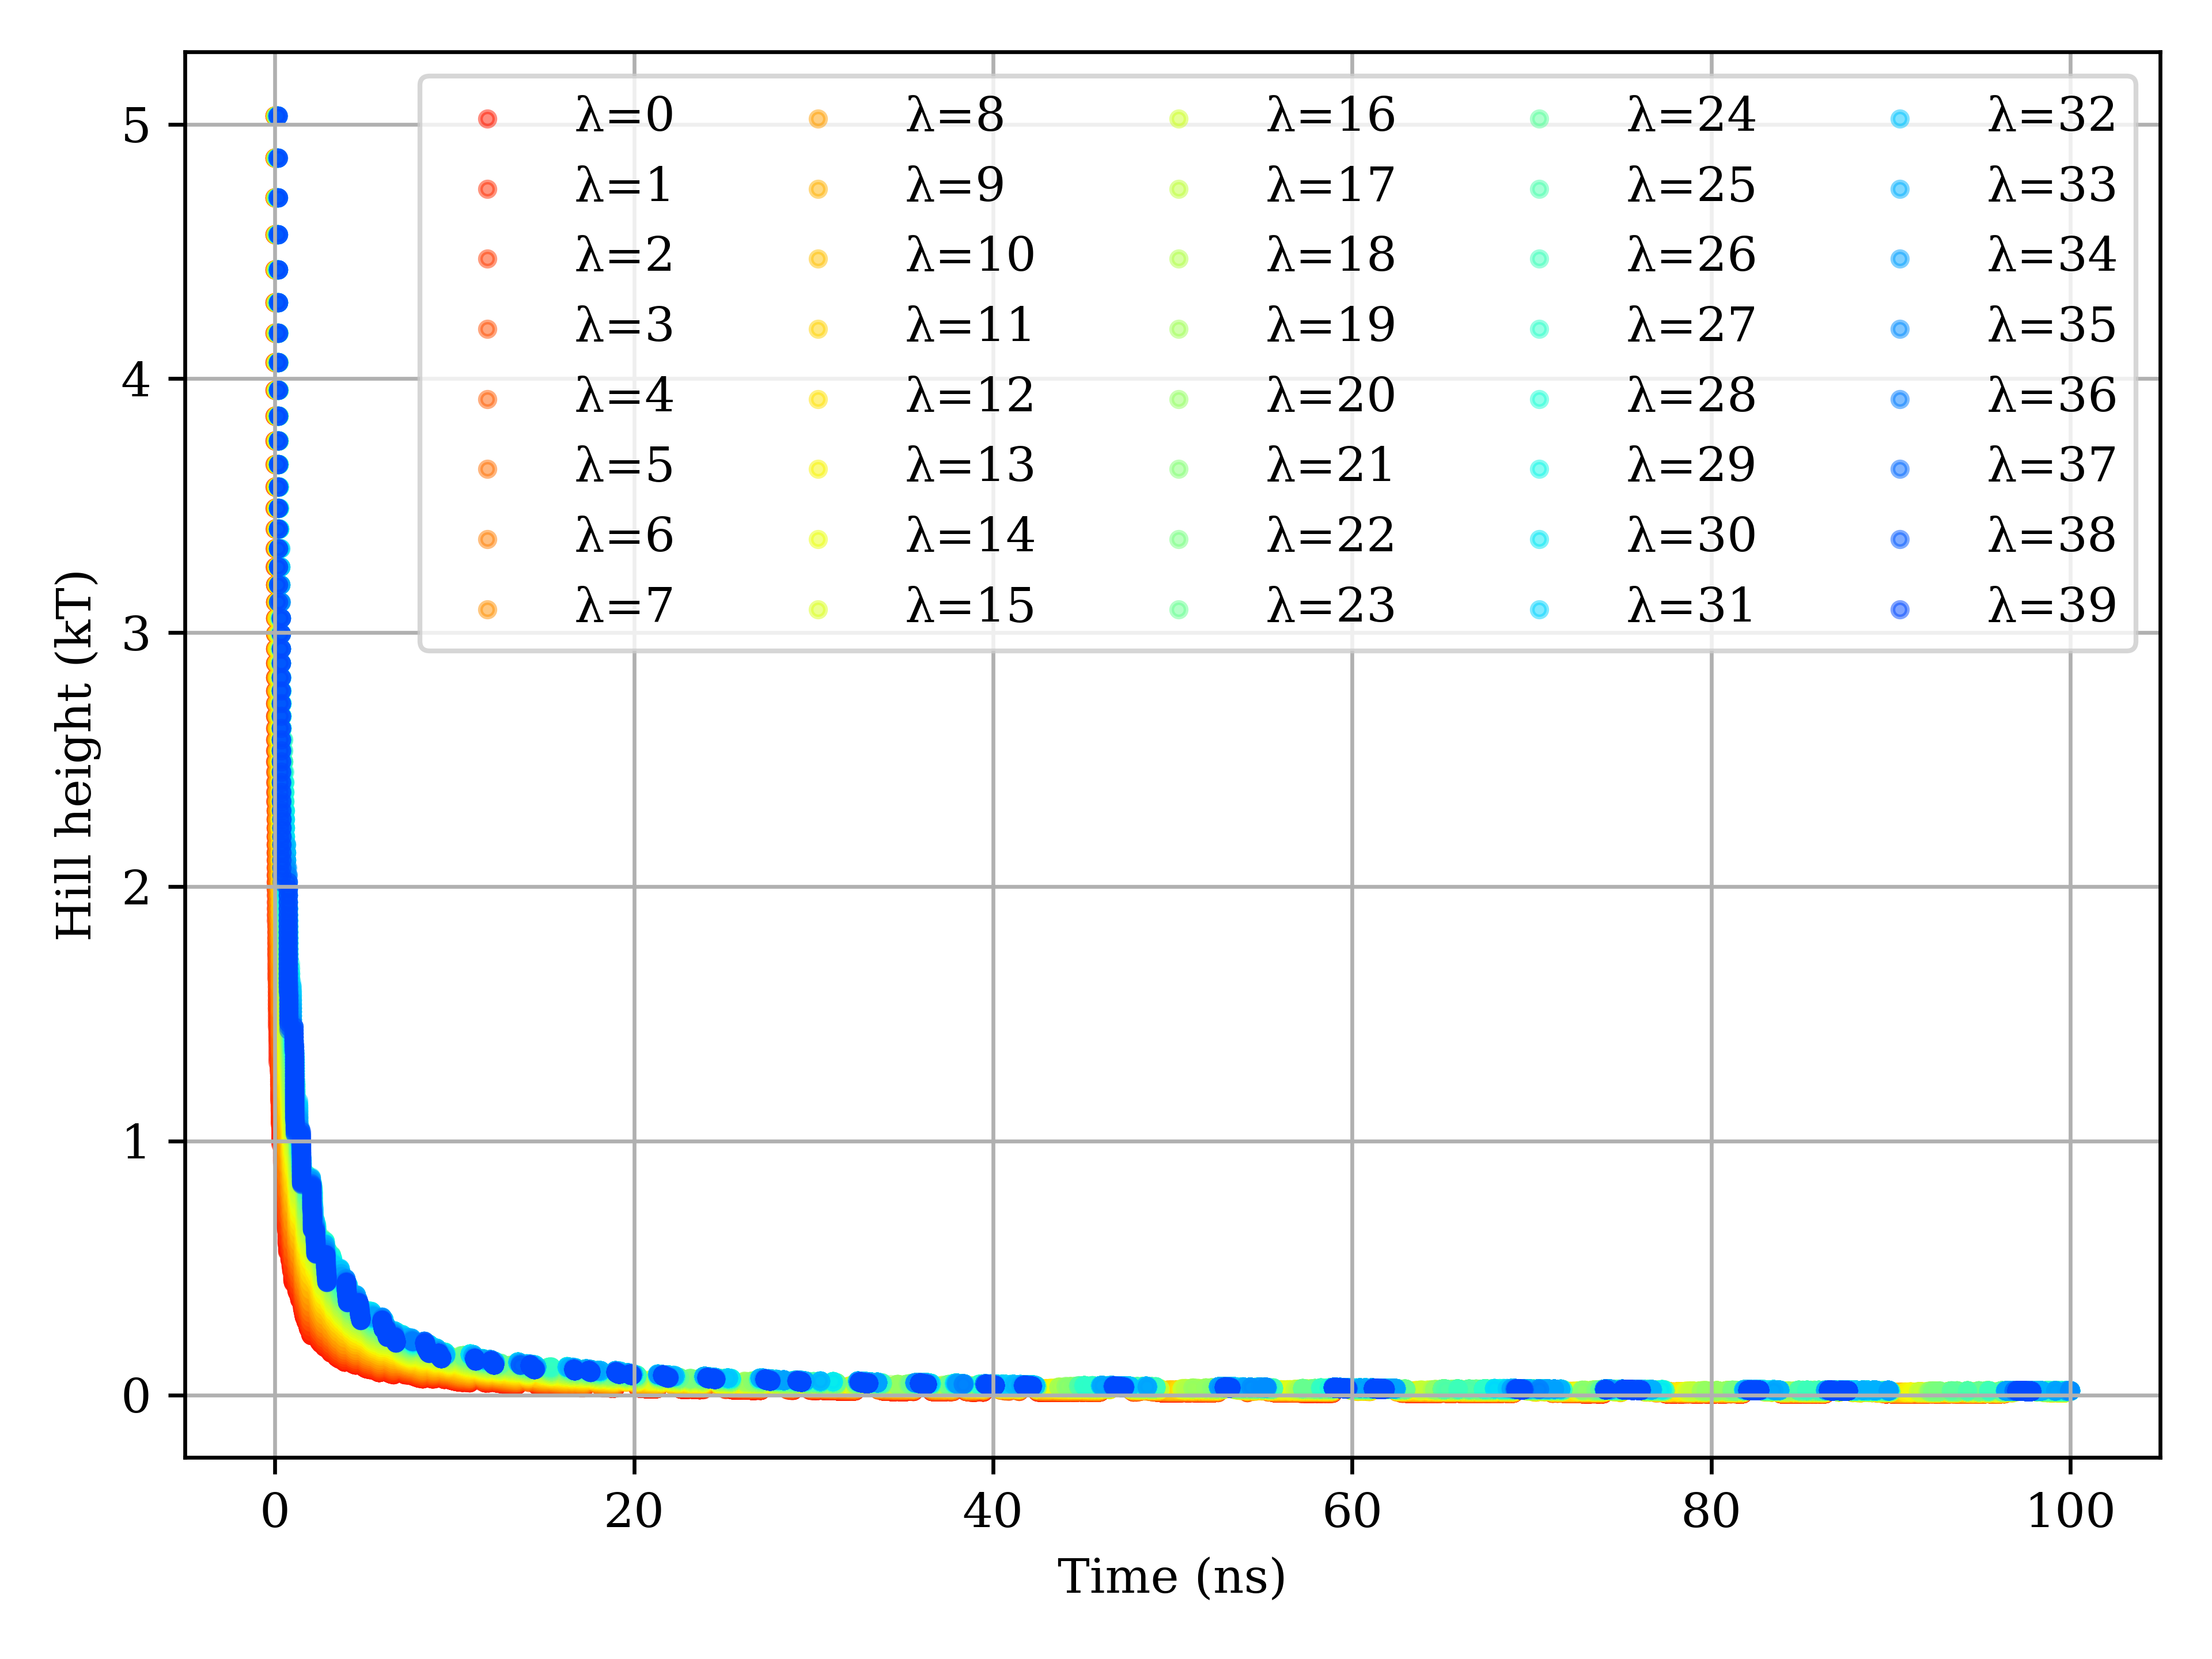 5
4
3
2
1
0
Hill height (kT)
λ=0 λ=8 λ=16 λ=24 λ=32
λ=1 λ=9 λ=17 λ=25 λ=33
λ=2 λ=10 λ=18 λ=26 λ=34
λ=3 λ=11 λ=19 λ=27 λ=35
λ=4 λ=12 λ=20 λ=28 λ=36
λ=5 λ=13 λ=21 λ=29 λ=37
λ=6 λ=14 λ=22 λ=30 λ=38
λ=7 λ=15 λ=23 λ=31 λ=39
0 20 40 60 80 100
Time (ns)